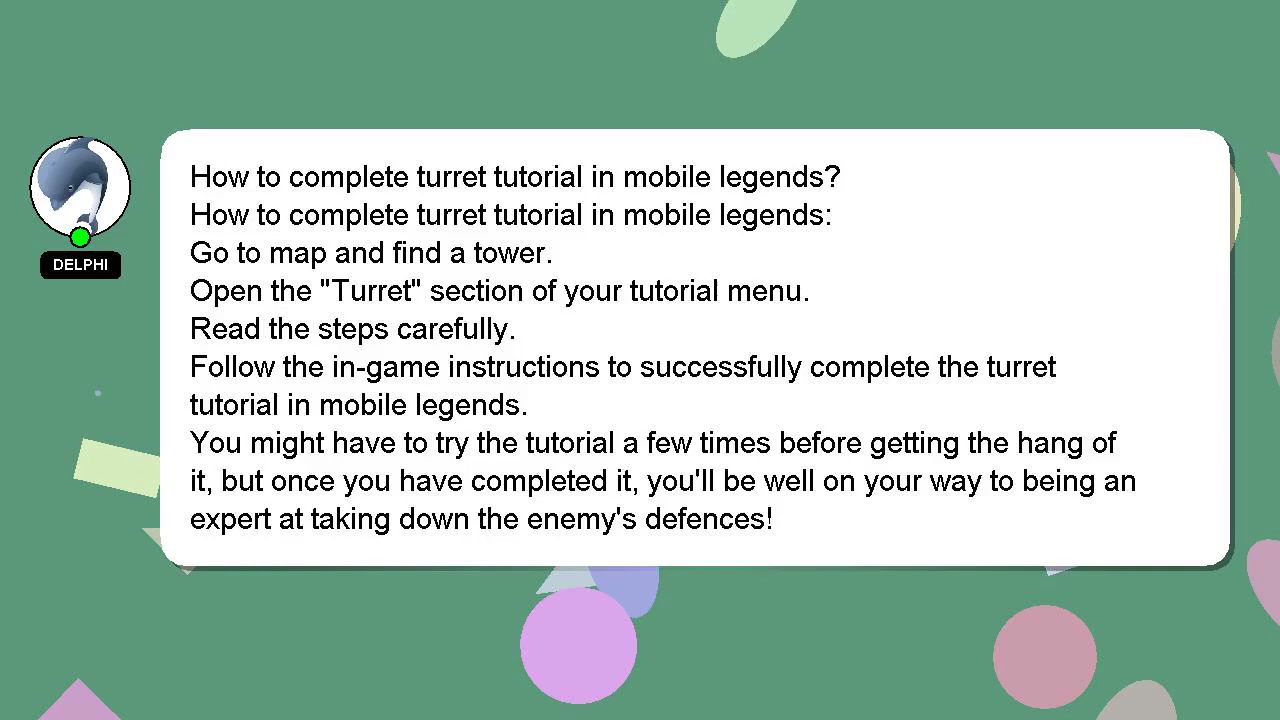 How to complete turret tutorial in mobile legends?
How to complete turret tutorial in mobile legends:
Go to map and find a tower.
Open the "Turret" section of your tutorial menu.
Read the steps carefully.
Follow the in-game instructions to successfully complete the turret
tutorial in mobile legends.
You might have to try the tutorial a few times before getting the hang of
it, but once you have completed it, you'll be well on your way to being an
expert at taking down the enemy's defences!
DELPHI